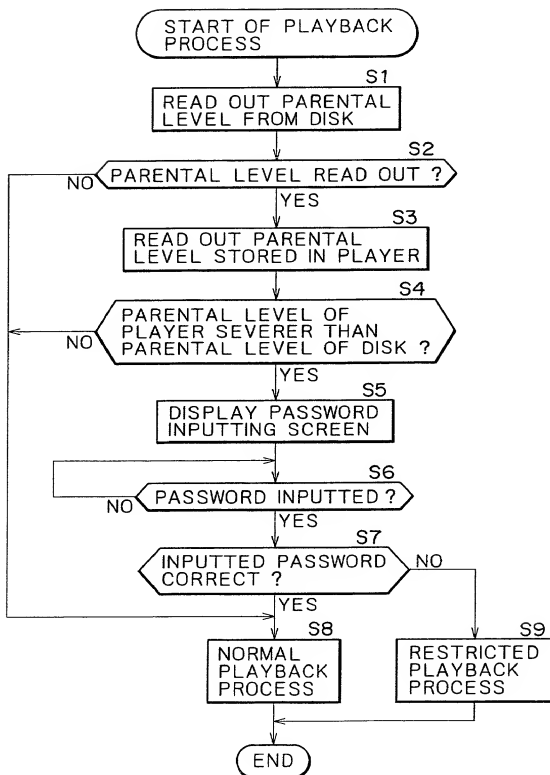 START OF PLAYBACK
PROCESS
S1
READ OUT PARENTAL
LEVEL FROM DISK
S2
PARENTAL LEVEL READ OUT ?
NO
YES
S3
READ OUT PARENTAL
LEVEL STORED IN PLAYER
S4
PARENTAL LEVEL OF
PLAYER SEVERER THAN
PARENTAL LEVEL OF DISK ?
NO
YES
S5
DISPLAY PASSWORD
INPUTTING SCREEN
S6
PASSWORD INPUTTED ?
NO
YES
S7
INPUTTED PASSWORD
CORRECT ?
NO
YES
S8
NORMAL
PLAYBACK
PROCESS
S9
RESTRICTED
PLAYBACK
PROCESS
END